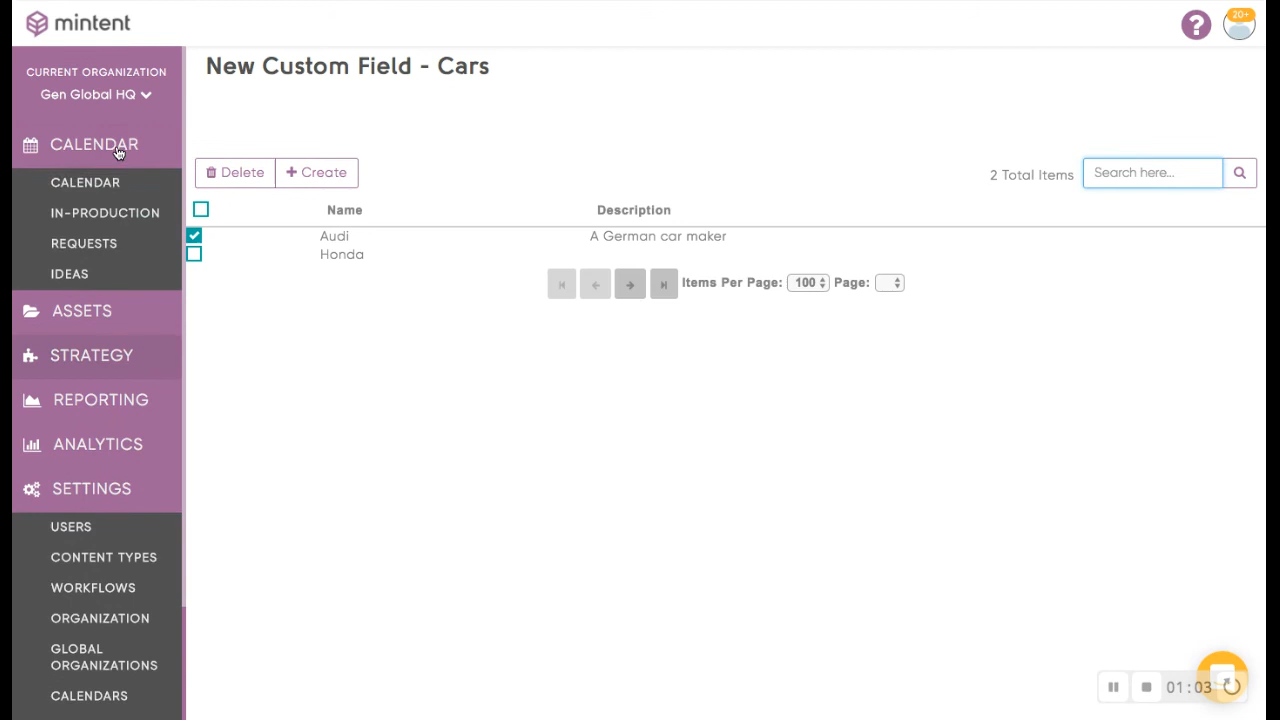 mintent
?
20+
CURRENT ORGANIZATION
Gen Global HQ
CALENDAR
CALENDAR
IN-PRODUCTION
REQUESTS
IDEAS
ASSETS
STRATEGY
REPORTING
ANALYTICS
SETTINGS
USERS
CONTENT TYPES
WORKFLOWS
ORGANIZATION
GLOBAL
ORGANIZATIONS
CALENDARS
New Custom Field - Cars
Delete + Create 2 Total Items Search here...
Name Description
Audi A German car maker
Honda
Items Per Page: 100 Page:
01:03